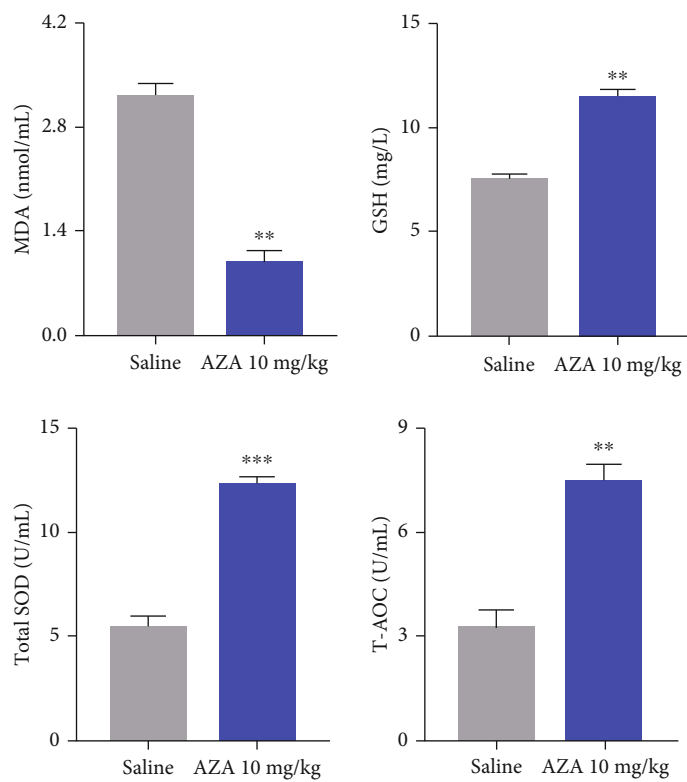 MDA (nmol/mL)
4.2
2.8
1.4
0.0
**
Saline
AZA 10 mg/kg
GSH (mg/L)
15
10
5
0
**
Saline
AZA 10 mg/kg
Total SOD (U/mL)
15
10
5
0
***
Saline
AZA 10 mg/kg
T-AOC (U/mL)
9
6
3
0
**
Saline
AZA 10 mg/kg